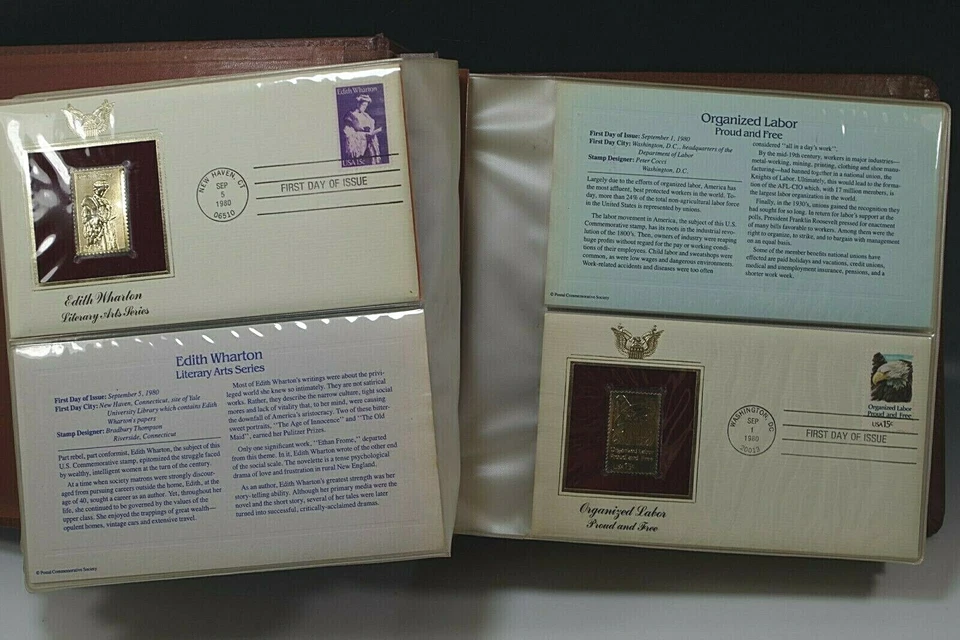 Edith Wharton
USA 15c
NEW HAVEN, CT
SEP
5
1980
06510
FIRST DAY OF ISSUE
Edith Wharton
Literary Arts Series
Edith Wharton
Literary Arts Series
First Day of Issue: September 5, 1980
First Day City: New Haven, Connecticut, site of Yale
University Library which contains Edith
Wharton's papers
Stamp Designer: Bradbury Thompson
Riverside, Connecticut
Part rebel, part conformist, Edith Wharton, the subject of this
U.S. Commemorative stamp, epitomized the struggle faced
by wealthy, intelligent women at the turn of the century.
At a time when society matrons were strongly discour-
aged from pursuing careers outside the home, Edith, at the
age of 40, sought a career as an author. Yet, throughout her
life, she continued to be governed by the values of the
upper class. She enjoyed the trappings of great wealth—
opulent homes, vintage cars and extensive travel.
Most of Edith Wharton's writings were about the privi-
leged world she knew so intimately. They are not satirical
works. Rather, they describe the narrow culture, tight social
mores and lack of vitality that, to her mind, were causing
the downfall of America's aristocracy. Two of these bitter-
sweet portraits, "The Age of Innocence" and "The Old
Maid", earned her Pulitzer Prizes.
Only one significant work, "Ethan Frome," departed
from this theme. In it, Edith Wharton wrote of the other end
of the social scale. The novelette is a tense psychological
drama of love and frustration in rural New England.
As an author, Edith Wharton's greatest strength was her
story-telling ability. Although her primary media were the
novel and the short story, several of her tales were later
turned into successful, critically-acclaimed dramas.
© Postal Commemorative Society
Organized Labor
Proud and Free
First Day of Issue: September 1, 1980
First Day City: Washington, D.C., headquarters of the
Department of Labor
Stamp Designer: Peter Cocci
Washington, D.C.
Largely due to the efforts of organized labor, America has
the most affluent, best protected workers in the world. To-
day, more than 24% of the total non-agricultural labor force
in the United States is represented by unions.
The labor movement in America, the subject of this U.S.
Commemorative stamp, has its roots in the industrial revo-
lution of the 1800's. Then, owners of industry were reaping
huge profits without regard for the pay or working condi-
tions of their employees. Child labor and sweatshops were
common, as were low wages and dangerous environments.
Work-related accidents and diseases were too often
considered "all in a day's work".
By the mid-19th century, workers in major industries—
metal-working, mining, printing, clothing and shoe manu-
facturing—had banded together in a national union, the
Knights of Labor. Ultimately, this would lead to the forma-
tion of the AFL-CIO which, with 17 million members, is
the largest labor organization in the world.
Finally, in the 1930's, unions gained the recognition they
had sought for so long. In return for labor's support at the
polls, President Franklin Roosevelt pressed for enactment
of many bills favorable to workers. Among them were the
right to organize, to strike, and to bargain with management
on an equal basis.
Some of the member benefits national unions have
effected are paid holidays and vacations, credit unions,
medical and unemployment insurance, pensions, and a
shorter work week.
© Postal Commemorative Society
Organized Labor
Proud and Free
USA 15c
WASHINGTON, DC
SEP
1
1980
20013
FIRST DAY OF ISSUE
Organized Labor
Proud and Free
Organized Labor
Proud and Free